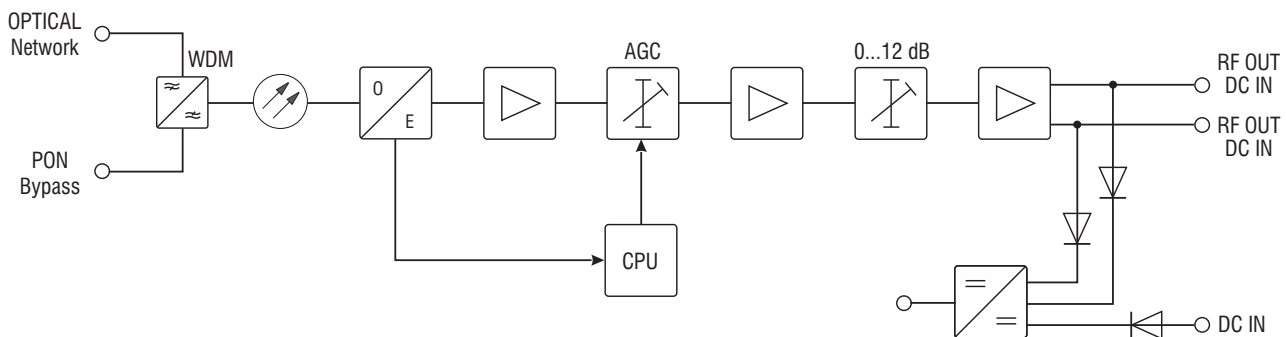 OPTICAL
Network
WDM
PON
Bypass
O
E
AGC
CPU
0...12 dB
RF OUT
DC IN
RF OUT
DC IN
DC IN